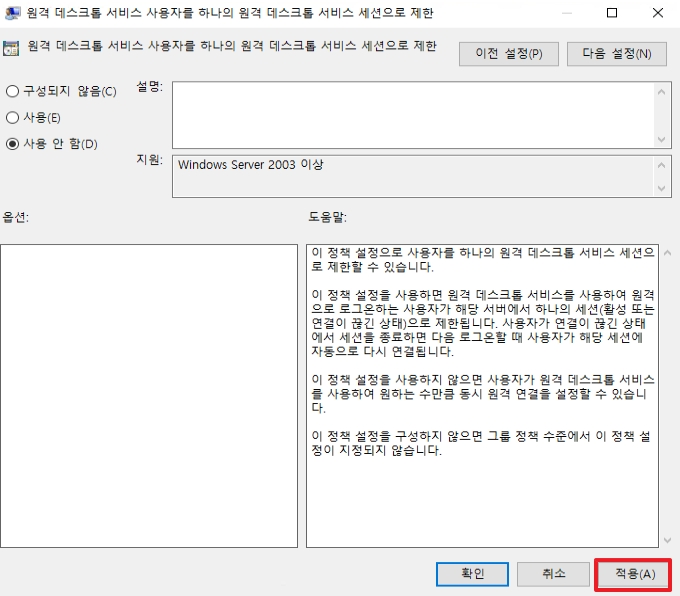 원격 데스크톱 서비스 사용자를 하나의 원격 데스크톱 서비스 세션으로 제한
원격 데스크톱 서비스 사용자를 하나의 원격 데스크톱 서비스 세션으로 제한
이전 설정(P)
다음 설정(N)
구성되지 않음(C)
설명:
사용(E)
사용 안 함(D)
지원:
Windows Server 2003 이상
옵션:
도움말:
이 정책 설정으로 사용자를 하나의 원격 데스크톱 서비스 세션으
로 제한할 수 있습니다.
이 정책 설정을 사용하면 원격 데스크톱 서비스를 사용하여 원격
으로 로그온하는 사용자가 해당 서버에서 하나의 세션(활성 또는
연결이 끊긴 상태)으로 제한됩니다. 사용자가 연결이 끊긴 상태
에서 세션을 종료하면 다음 로그온할 때 사용자가 해당 세션에
자동으로 다시 연결됩니다.
이 정책 설정을 사용하지 않으면 사용자가 원격 데스크톱 서비스
를 사용하여 원하는 수만큼 동시 원격 연결을 설정할 수 있습니
다.
이 정책 설정을 구성하지 않으면 그룹 정책 수준에서 이 정책 설
정이 지정되지 않습니다.
확인
취소
적용(A)